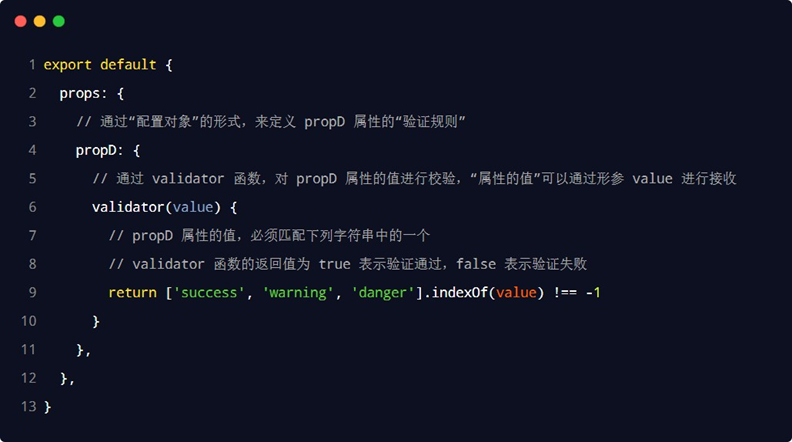 1 export default {
2   props: {
3     // 通过“配置对象”的形式，来定义 propD 属性的“验证规则”
4     propD: {
5       // 通过 validator 函数，对 propD 属性的值进行校验，“属性的值”可以通过形参 value 进行接收
6       validator(value) {
7         // propD 属性的值，必须匹配下列字符串中的一个
8         // validator 函数的返回值为 true 表示验证通过，false 表示验证失败
9         return ['success', 'warning', 'danger'].indexOf(value) !== -1
10       }
11     },
12   },
13 }